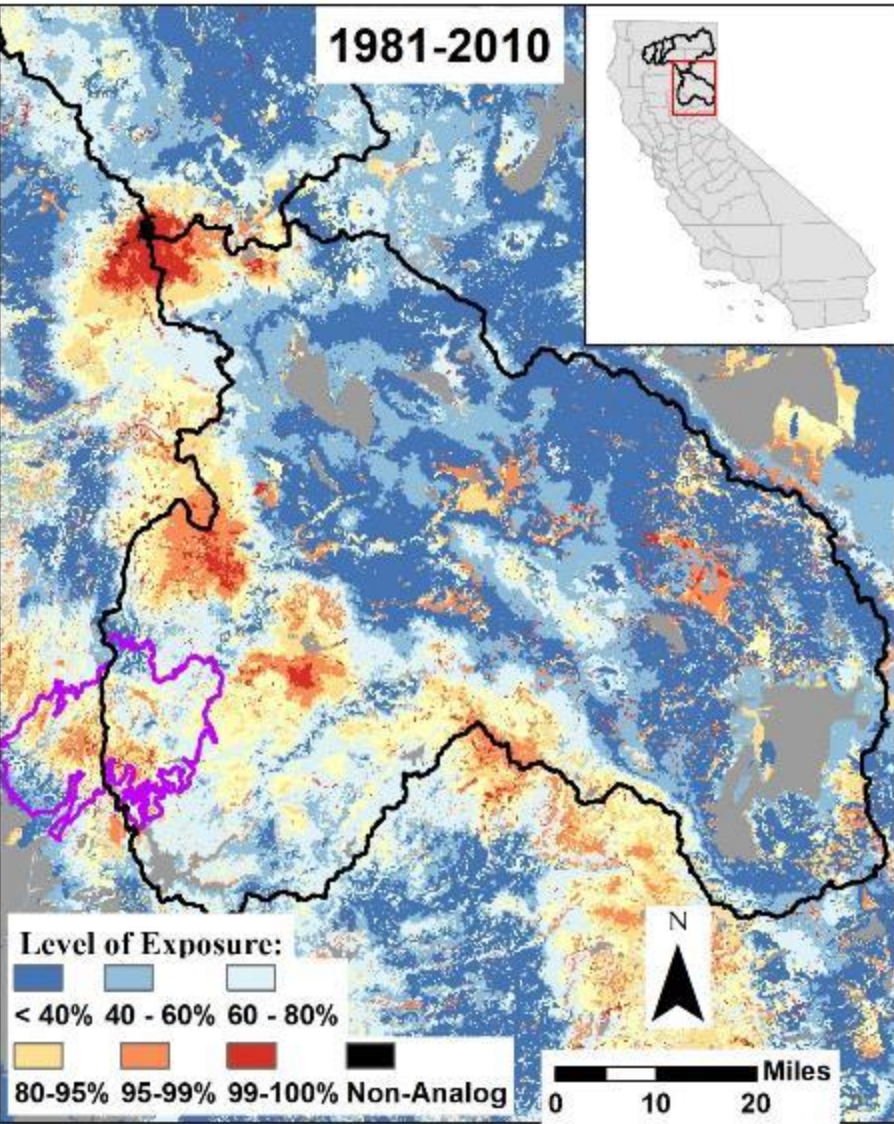 1981-2010
Level of Exposure:
< 40% 40 - 60% 60 - 80%
80-95% 95-99% 99-100% Non-Analog
N
Miles
0 10 20